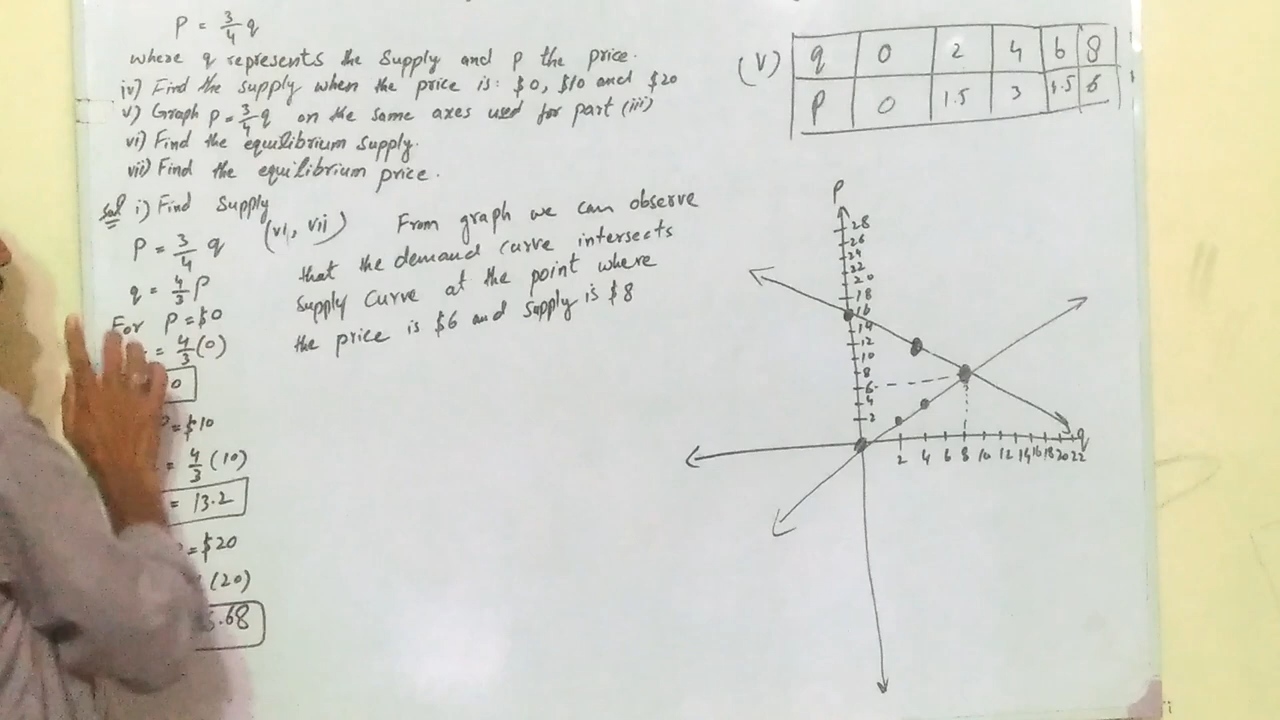 P = 3/4 q
where q represents the supply and p the price.
iv) Find the supply when the price is: $0, $10 and $20
v) Graph P = 3/4 q on the same axes used for part (iii)
vi) Find the equilibrium supply.
vii) Find the equilibrium price.
Sol i) Find Supply
P = 3/4 q
q = 4/3 P
For P = $0
= 4/3 (0)
0
= $10
= 4/3 (10)
= 13.2
= $20
(20)
.68
(vi, vii) From graph we can observe
that the demand curve intersects
supply curve at the point where
the price is $6 and supply is $8
(V) q 0 2 4 6 8
P 0 1.5 3 1.5 6
P
28
26
24
22
20
18
16
14
12
10
8
6
4
2
2 4 6 8 10 12 14 16 18 20 22
q